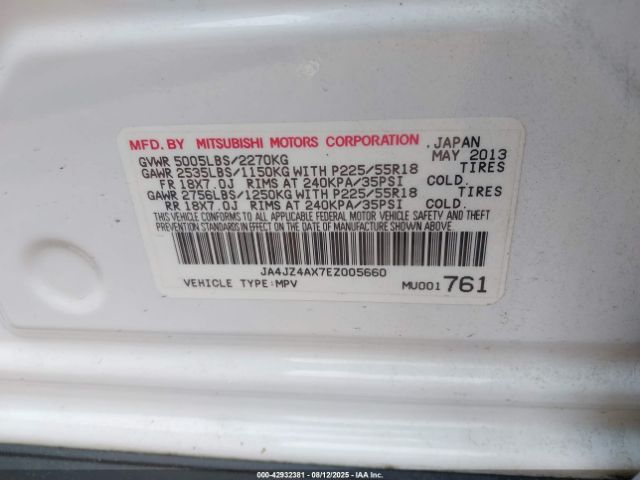 MFD. BY MITSUBISHI MOTORS CORPORATION , JAPAN
GVWR 5005LBS/2270KG MAY 2013
GAWR 2535LBS/1150KG WITH P225/55R18 TIRES
FR 18X7.0J RIMS AT 240KPA/35PSI COLD.
GAWR 2756LBS/1250KG WITH P225/55R18 TIRES
RR 18X7.0J RIMS AT 240KPA/35PSI COLD.
THIS VEHICLE CONFORMS TO ALL APPLICABLE FEDERAL MOTOR VEHICLE SAFETY AND THEFT
PREVENTION STANDARDS IN EFFECT ON THE DATE OF MANUFACTURE SHOWN ABOVE.
JA4JZ4AX7EZ005660
VEHICLE TYPE:MPV MU001 761
000-42932381 - 08/12/2025 - IAAI.COM